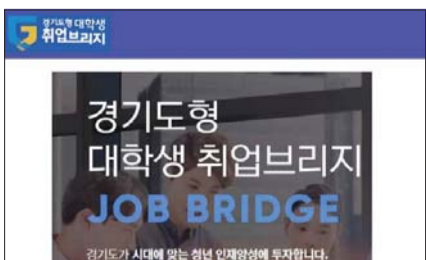 경기도형 대학생
취업브리지
경기도형
대학생 취업브리지
JOB BRIDGE
경기도가 시대에 맞는 청년 인재양성에 투자합니다.